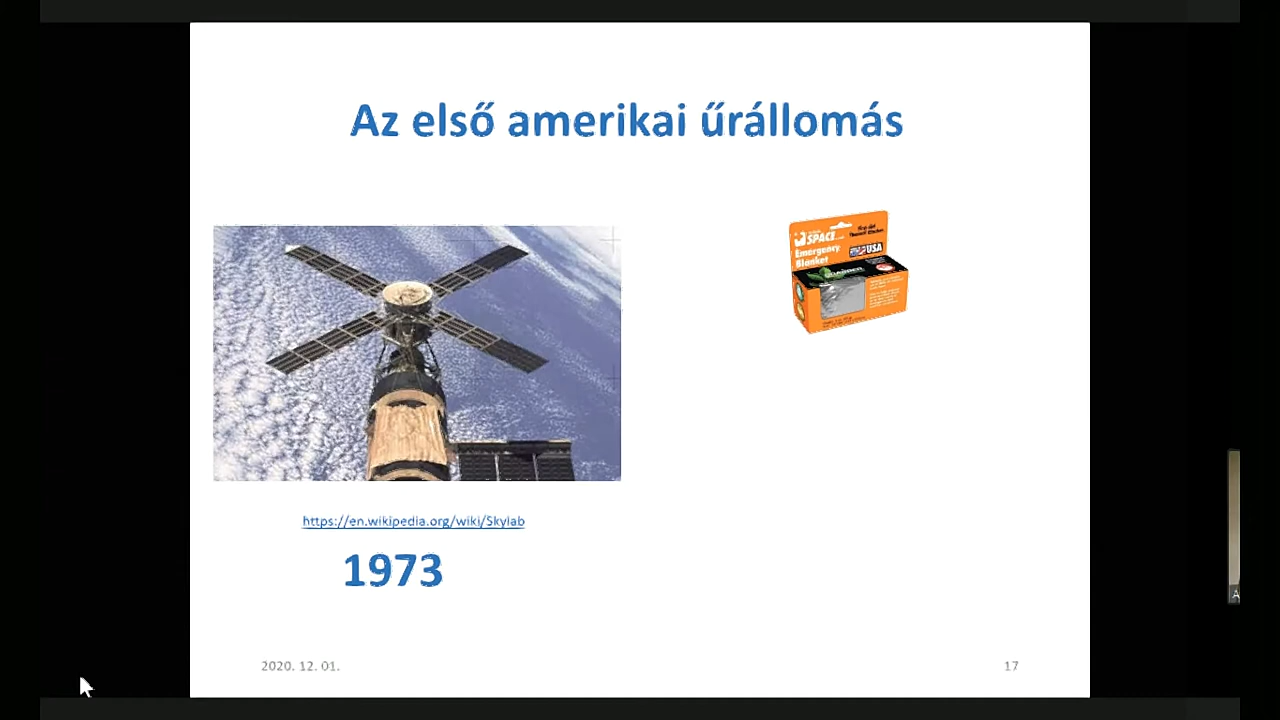 Az első amerikai űrállomás
SPACE
Emergency
Blanket
USA
https://en.wikipedia.org/wiki/Skylab
1973
2020. 12. 01.
17
A